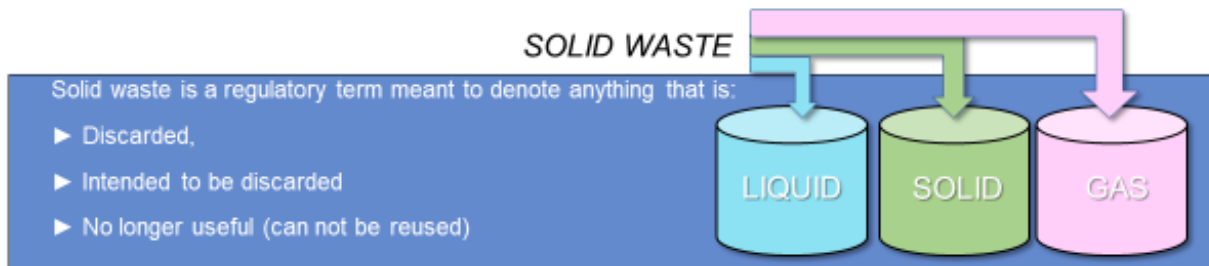 SOLID WASTE
Solid waste is a regulatory term meant to denote anything that is:
► Discarded,
► Intended to be discarded
► No longer useful (can not be reused)
LIQUID
SOLID
GAS